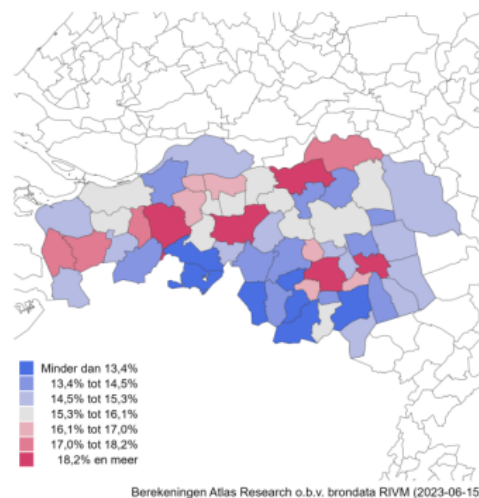 Minder dan 13,4%
13,4% tot 14,5%
14,5% tot 15,3%
15,3% tot 16,1%
16,1% tot 17,0%
17,0% tot 18,2%
18,2% en meer
Berekeningen Atlas Research o.b.v. brondata RIVM (2023-06-15